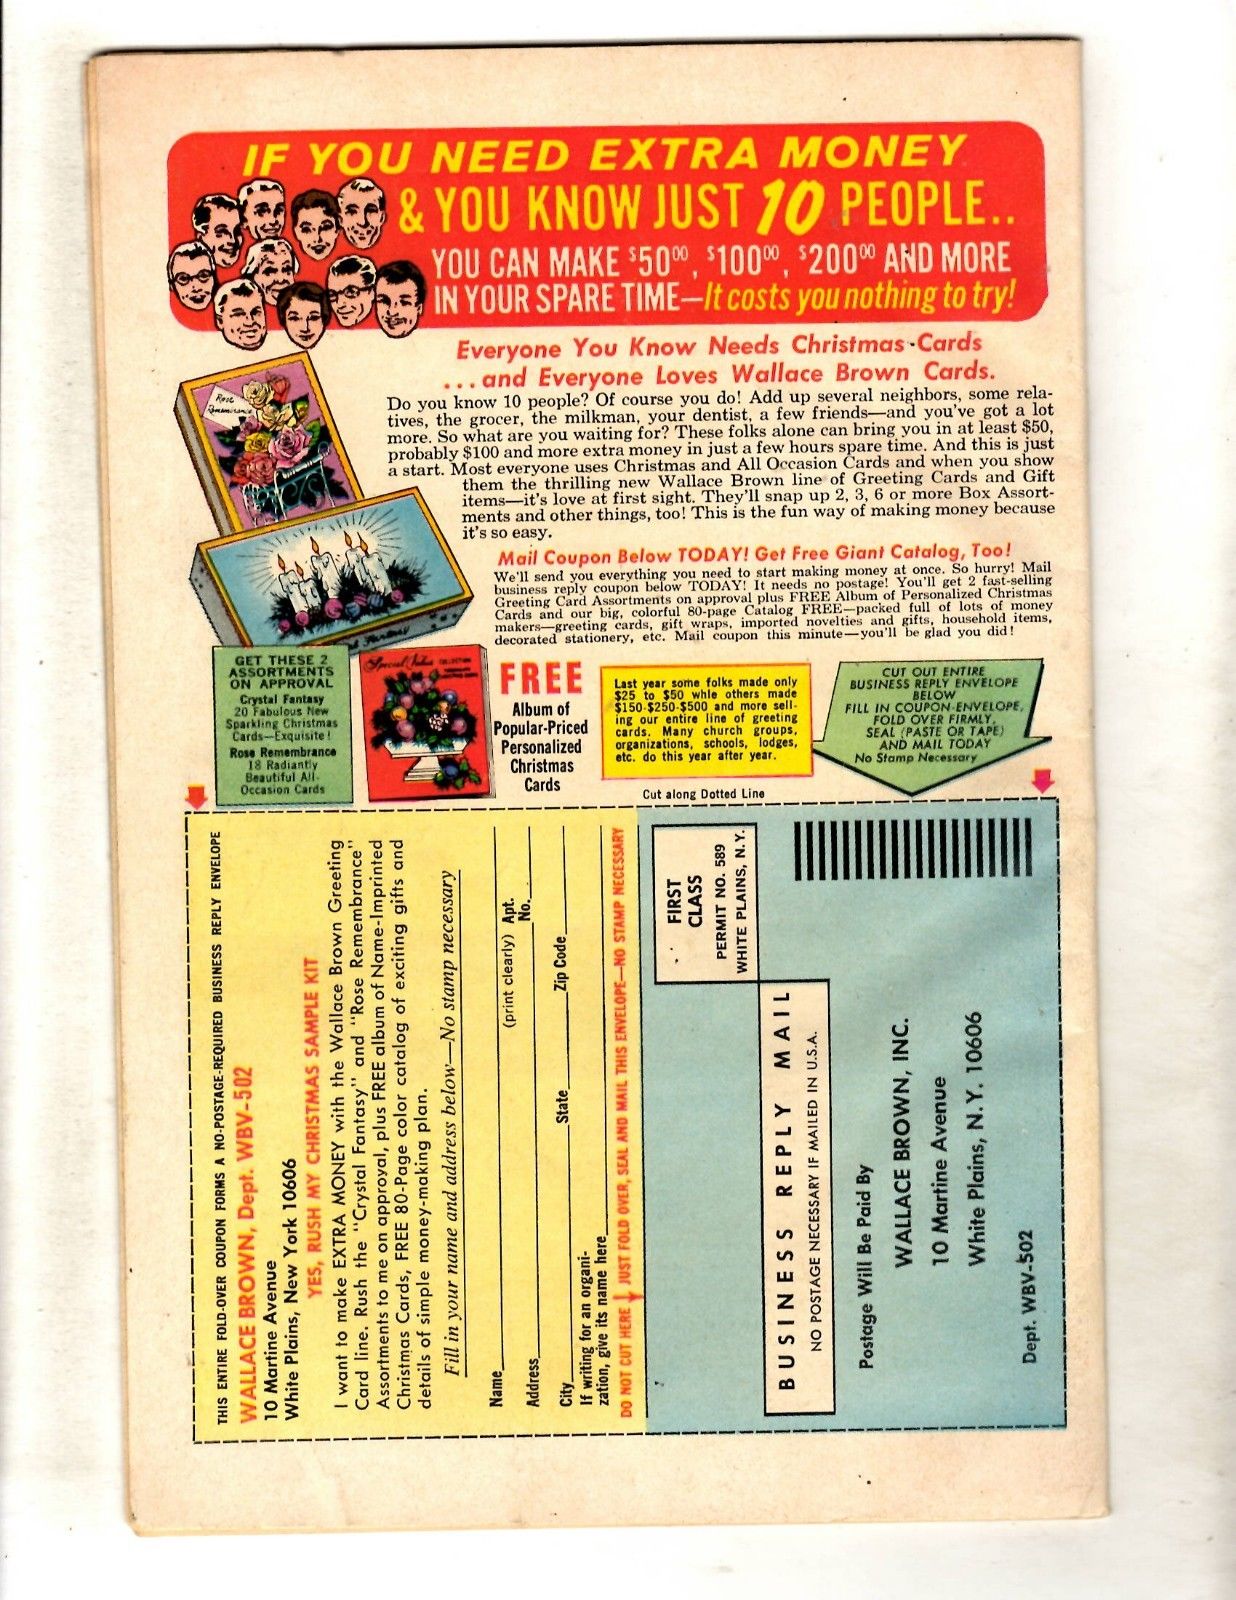 IF YOU NEED EXTRA MONEY
& YOU KNOW JUST 10 PEOPLE..
YOU CAN MAKE $50⁰⁰, $100⁰⁰, $200⁰⁰ AND MORE
IN YOUR SPARE TIME—It costs you nothing to try!
Everyone You Know Needs Christmas Cards
...and Everyone Loves Wallace Brown Cards.
Do you know 10 people? Of course you do! Add up several neighbors, some rela-
tives, the grocer, the milkman, your dentist, a few friends—and you've got a lot
more. So what are you waiting for? These folks alone can bring you in at least $50,
probably $100 and more extra money in just a few hours spare time. And this is just
a start. Most everyone uses Christmas and All Occasion Cards and when you show
them the thrilling new Wallace Brown line of Greeting Cards and Gift
items—it's love at first sight. They'll snap up 2, 3, 6 or more Box Assort-
ments and other things, too! This is the fun way of making money because
it's so easy.
Rose
Remembrance
Mail Coupon Below TODAY! Get Free Giant Catalog, Too!
We'll send you everything you need to start making money at once. So hurry! Mail
business reply coupon below TODAY! It needs no postage! You'll get 2 fast-selling
Greeting Card Assortments on approval plus FREE Album of Personalized Christmas
Cards and our big, colorful 80-page Catalog FREE—packed full of lots of money
makers—greeting cards, gift wraps, imported novelties and gifts, household items,
decorated stationery, etc. Mail coupon this minute—you'll be glad you did!
GET THESE 2
ASSORTMENTS
ON APPROVAL
Crystal Fantasy
20 Fabulous New
Sparkling Christmas
Cards—Exquisite!
Rose Remembrance
18 Radiantly
Beautiful All-
Occasion Cards
Special Value COLLECTION
FREE
Album of
Popular-Priced
Personalized
Christmas
Cards
Last year some folks made only
$25 to $50 whle others made
$150-$250-$500 and more sell-
ing our entire line of greeting
cards. Many church groups,
organizations, schools, lodges,
etc. do this year after year.
CUT OUT ENTIRE
BUSINESS REPLY ENVELOPE
BELOW
FILL IN COUPON-ENVELOPE,
FOLD OVER FIRMLY,
SEAL (PASTE OR TAPE)
AND MAIL TODAY
No Stamp Necessary
Cut along Dotted Line
THIS ENTIRE FOLD-OVER COUPON FORMS A NO-POSTAGE-REQUIRED BUSINESS REPLY ENVELOPE
WALLACE BROWN, Dept. WBV-502
10 Martine Avenue
White Plains, New York 10606
YES, RUSH MY CHRISTMAS SAMPLE KIT
I want to make EXTRA MONEY with the Wallace Brown Greeting
Card line. Rush the "Crystal Fantasy" and "Rose Remembrance"
Assortments to me on approval, plus FREE album of Name-Imprinted
Christmas Cards, FREE 80-Page color catalog of exciting gifts and
details of simple money-making plan.
Fill in your name and address below—No stamp necessary
Name
(print clearly) Apt.
Address No.
City State Zip Code
If writing for an organi-
zation, give its name here
DO NOT CUT HERE JUST FOLD OVER, SEAL AND MAIL THIS ENVELOPE—NO STAMP NECESSARY
FIRST
CLASS
PERMIT NO. 589
WHITE PLAINS, N.Y.
BUSINESS REPLY MAIL
NO POSTAGE NECESSARY IF MAILED IN U.S.A.
Postage Will Be Paid By
WALLACE BROWN, INC.
10 Martine Avenue
White Plains, N.Y. 10606
Dept. WBV-502